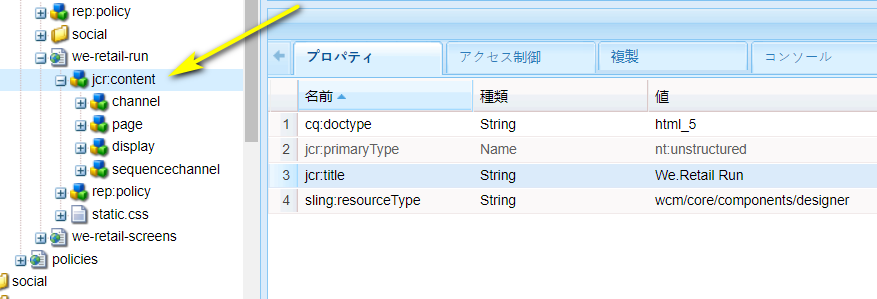 rep:policy
social
we-retail-run
jcr:content
channel
page
display
sequencechannel
rep:policy
static.css
we-retail-screens
policies
social
プロパティ
アクセス制御
複製
コンソール
名前 種類 値
1 cq:doctype String html_5
2 jcr:primaryType Name nt:unstructured
3 jcr:title String We.Retail Run
4 sling:resourceType String wcm/core/components/designer